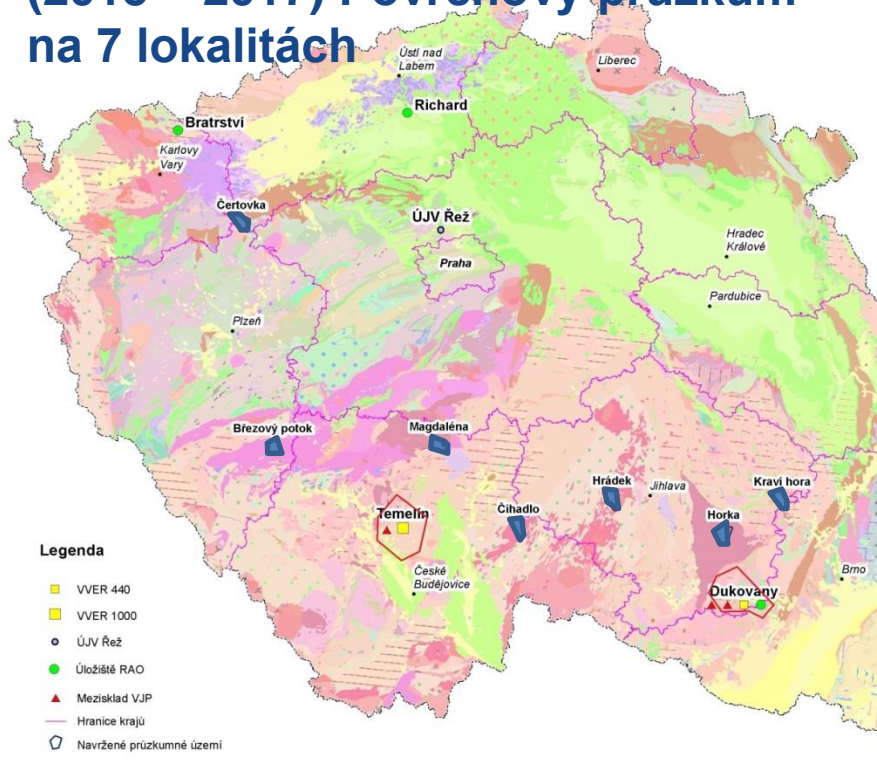 na 7 lokalitách
Ústí nad
Labem
Liberec
Richard
Bratrství
Karlovy
Vary
Čertovka
ÚJV Řež
Praha
Hradec
Králové
Pardubice
Plzeň
Březový potok
Magdaléna
Hrádek
Jihlava
Kraví hora
Temelín
Čihadlo
Horka
České
Budějovice
Dukovany
Brno
Legenda
VVER 440
VVER 1000
ÚJV Řež
Úložiště RAO
Mezisklad VJP
Hranice krajů
Navržené průzkumné území